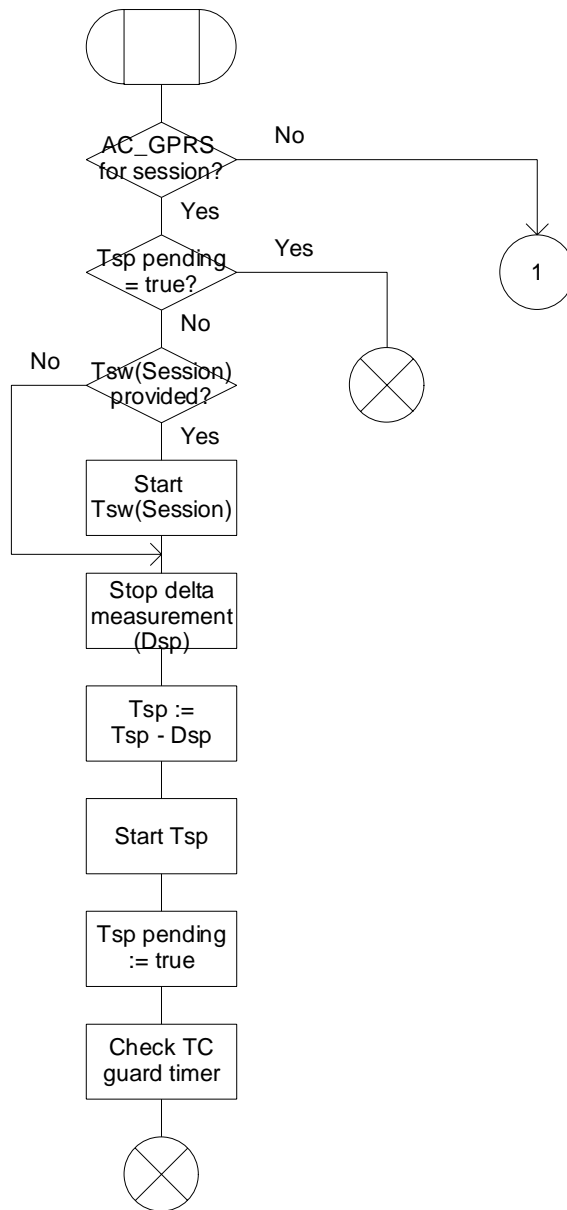 AC_GPRS
for session?
No
Yes
Tsp pending
= true?
Yes
1
No
No
Tsw(Session)
provided?
Yes
Start
Tsw(Session)
Stop delta
measurement
(Dsp)
Tsp :=
Tsp - Dsp
Start Tsp
Tsp pending
:= true
Check TC
guard timer